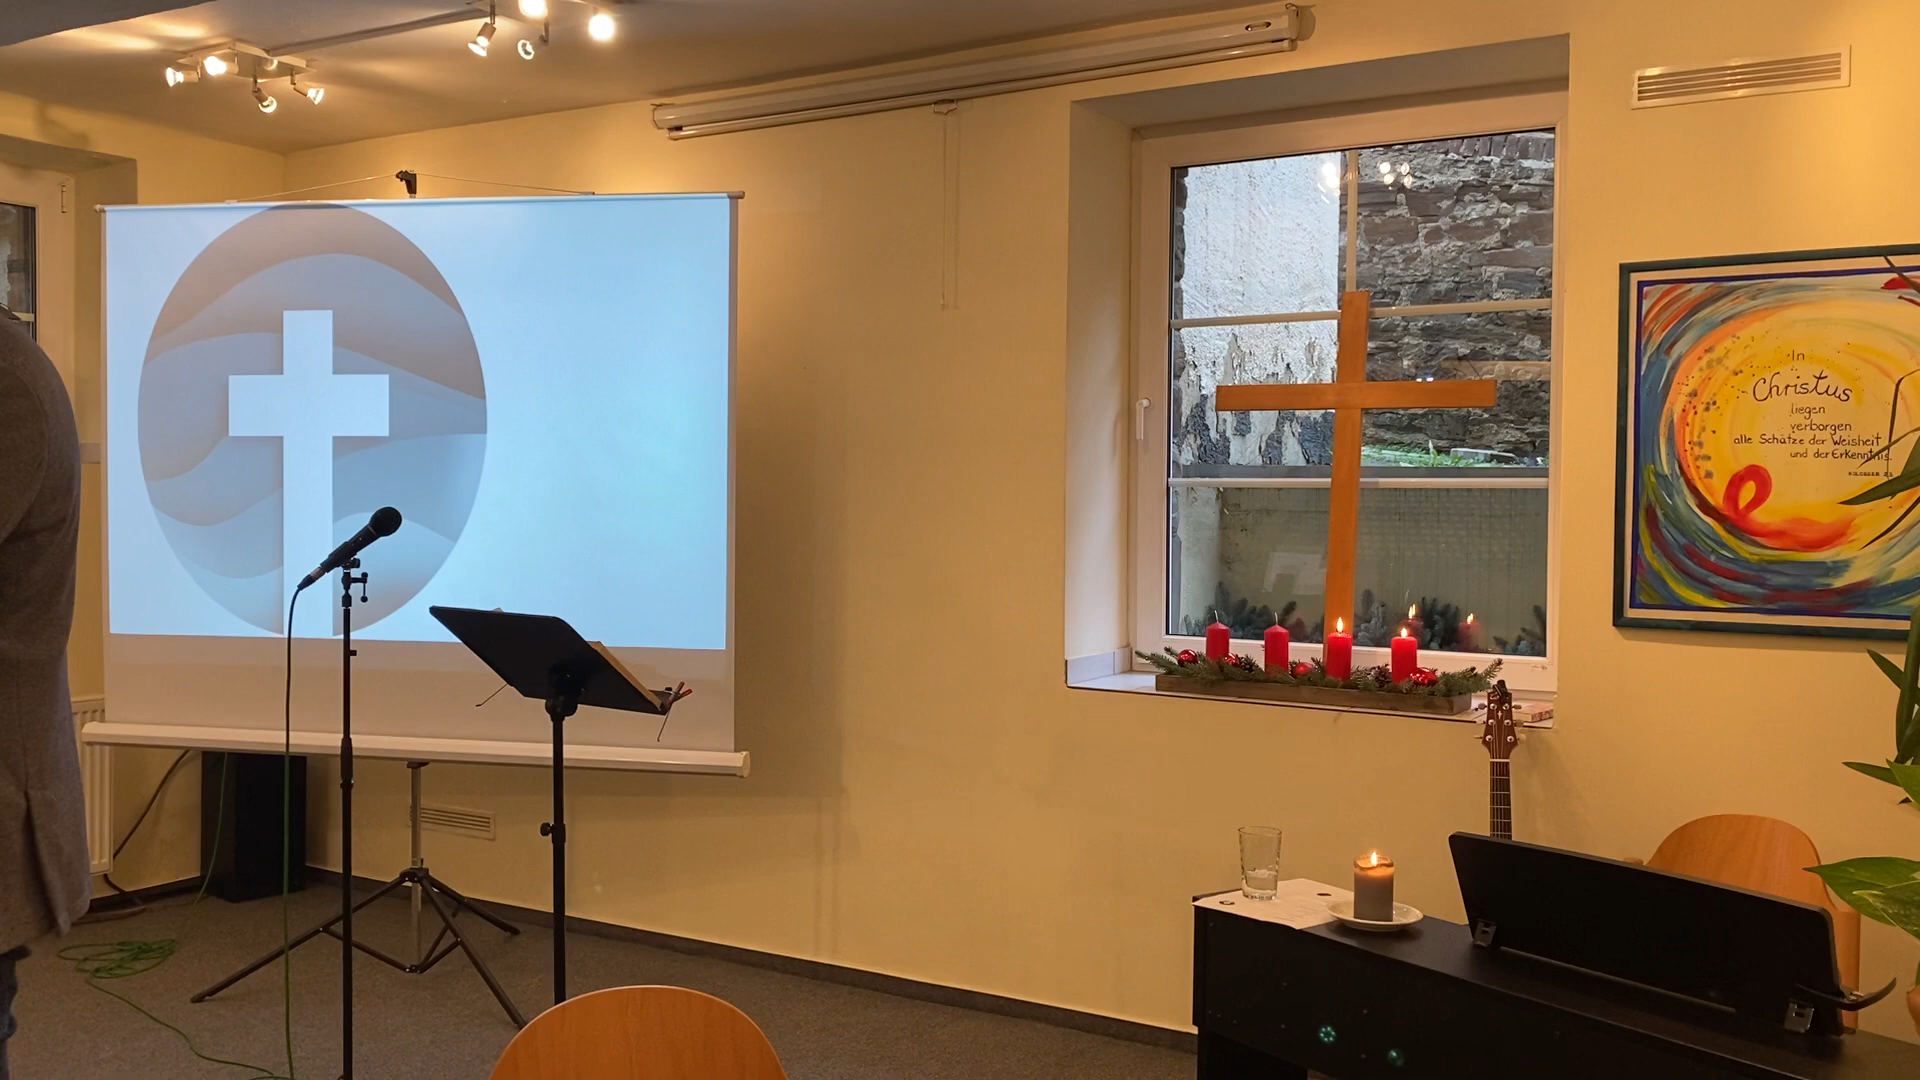 In
Christus
liegen
verborgen
alle Schätze der Weisheit
und der Erkenntnis.